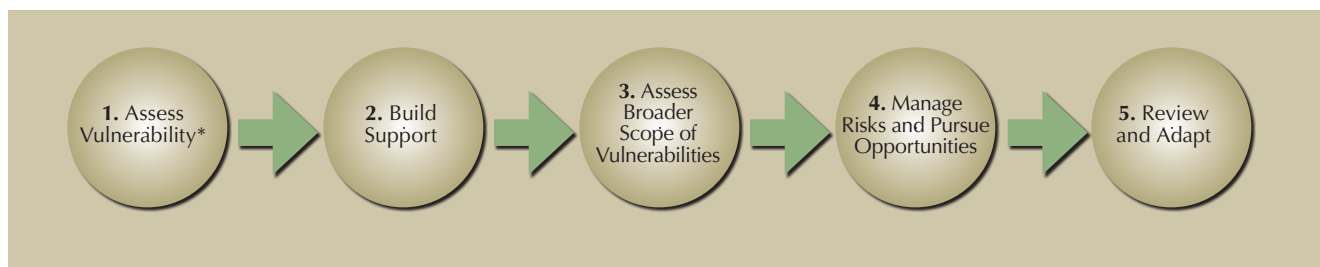 1. Assess
Vulnerability*
2. Build
Support
3. Assess
Broader
Scope of
Vulnerabilities
4. Manage
Risks and Pursue
Opportunities
5. Review
and Adapt